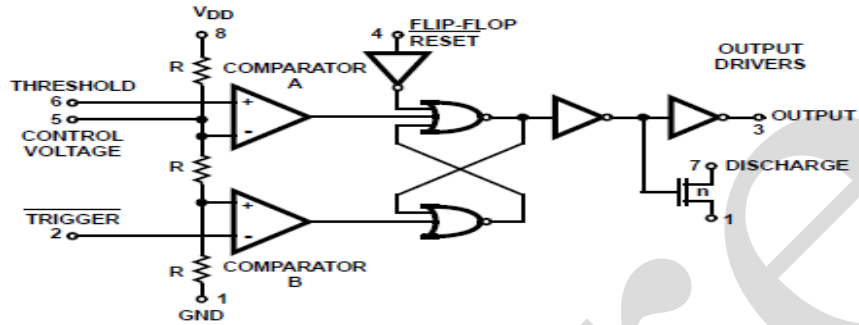 VDD
8
4
FLIP-FLOP
RESET
OUTPUT
DRIVERS
R
COMPARATOR
A
THRESHOLD
6
5
CONTROL
VOLTAGE
+
-
OUTPUT
3
R
7 DISCHARGE
n
1
TRIGGER
2
+
-
R
COMPARATOR
B
1
GND